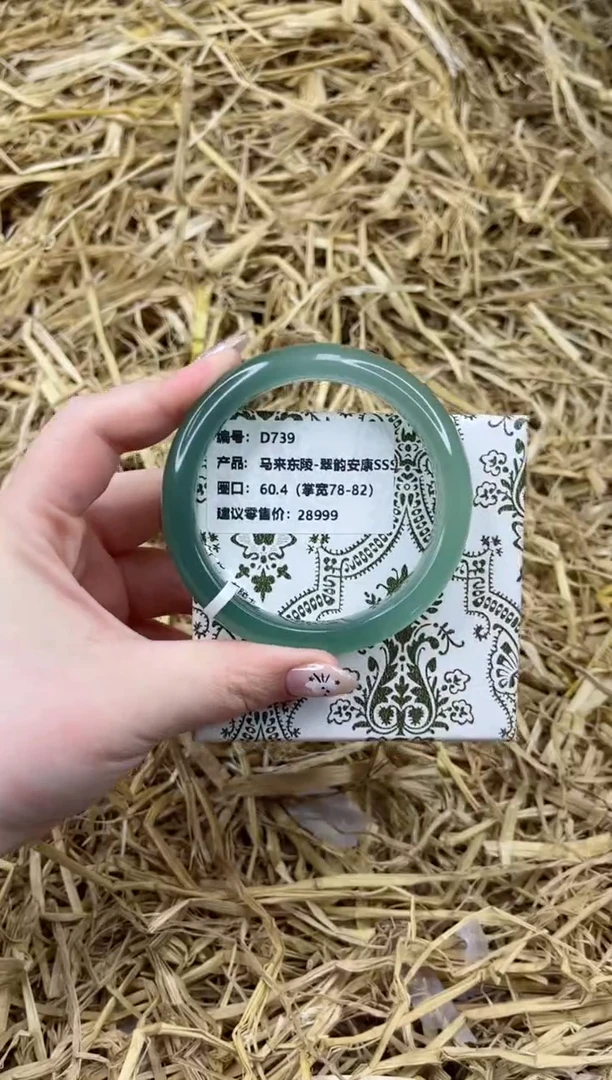 编号：D739
产品：马来东陵-翠韵安康SSS
圈口：60.4（掌宽78-82）
建议零售价：28999